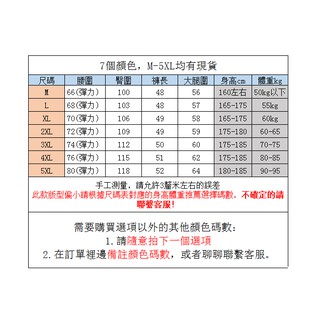 7個顏色，M-5XL均有現貨
尺碼 腰圍 臀圍 褲長 大腿圍 身高cm 體重kg
M 66(彈力) 100 48 56 160左右 50kg以下
L 68(彈力) 103 48 57 165-175 55kg
XL 70(彈力) 106 49 58 165-175 60kg
2XL 72(彈力) 109 49 59 175-180 60-65
3XL 74(彈力) 112 50 60 175-185 70-75
4XL 76(彈力) 115 51 62 175-185 80-85
5XL 80(彈力) 118 52 64 180-185 90-95
手工測量，請允許3釐米左右的誤差
此款版型偏小請根據尺碼表對應的身高體重推薦選擇碼數，不確定的請
聯繫客服！
需要購買選項以外的其他顏色碼數：
1.請隨意拍下一個選項
2.在訂單裡邊備註顏色碼數，或者聊聊聯繫客服。